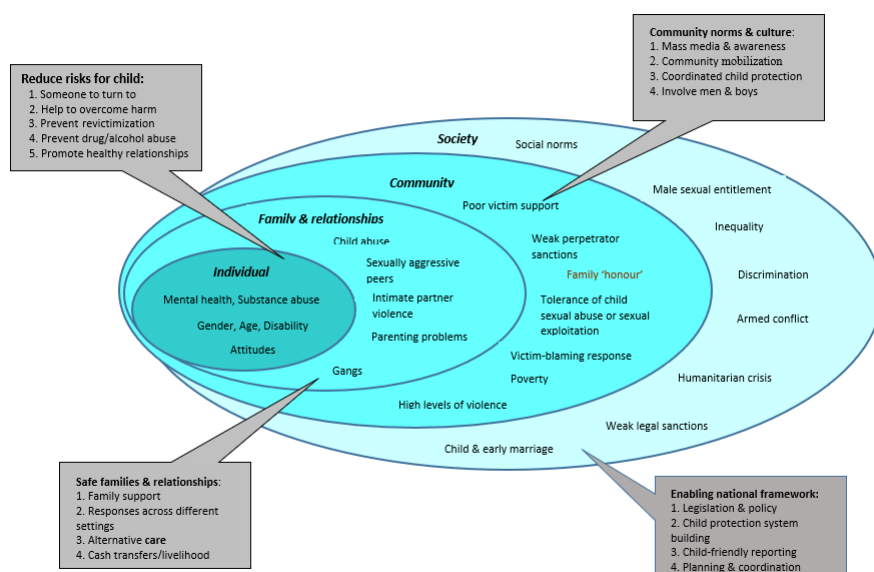 Community norms & culture:
1. Mass media & awareness
2. Community mobilization
3. Coordinated child protection
4. Involve men & boys
Reduce risks for child:
1. Someone to turn to
2. Help to overcome harm
3. Prevent revictimization
4. Prevent drug/alcohol abuse
5. Promote healthy relationships
Society
Social norms
Community
Male sexual entitlement
Poor victim support
Family & relationships
Inequality
Child abuse
Weak perpetrator
sanctions
Sexually aggressive
peers
Individual
Family ‘honour’
Discrimination
Mental health, Substance abuse
Intimate partner
violence
Tolerance of child
sexual abuse or sexual
exploitation
Gender, Age, Disability
Armed conflict
Parenting problems
Attitudes
Victim-blaming response
Gangs
Poverty
Humanitarian crisis
High levels of violence
Weak legal sanctions
Child & early marriage
Safe families & relationships:
1. Family support
2. Responses across different
settings
3. Alternative care
4. Cash transfers/livelihood
Enabling national framework:
1. Legislation & policy
2. Child protection system
building
3. Child-friendly reporting
4. Planning & coordination